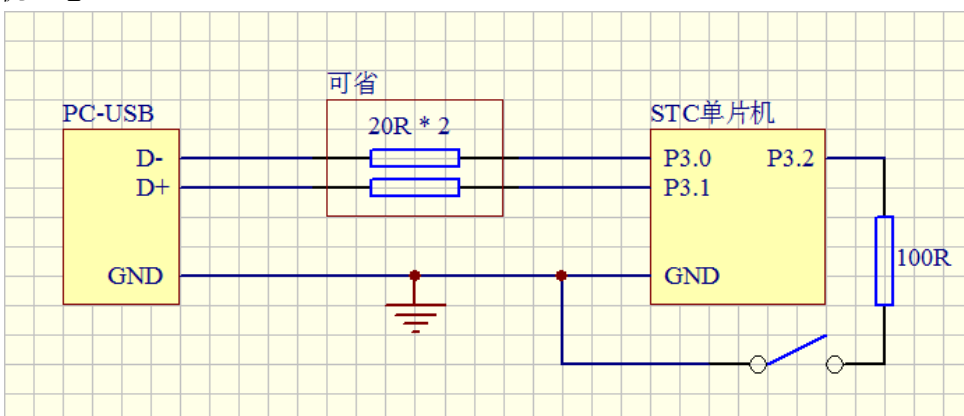 可省
PC-USB
20R * 2
STC单片机
D-
P3.0
P3.2
D+
P3.1
100R
GND
GND